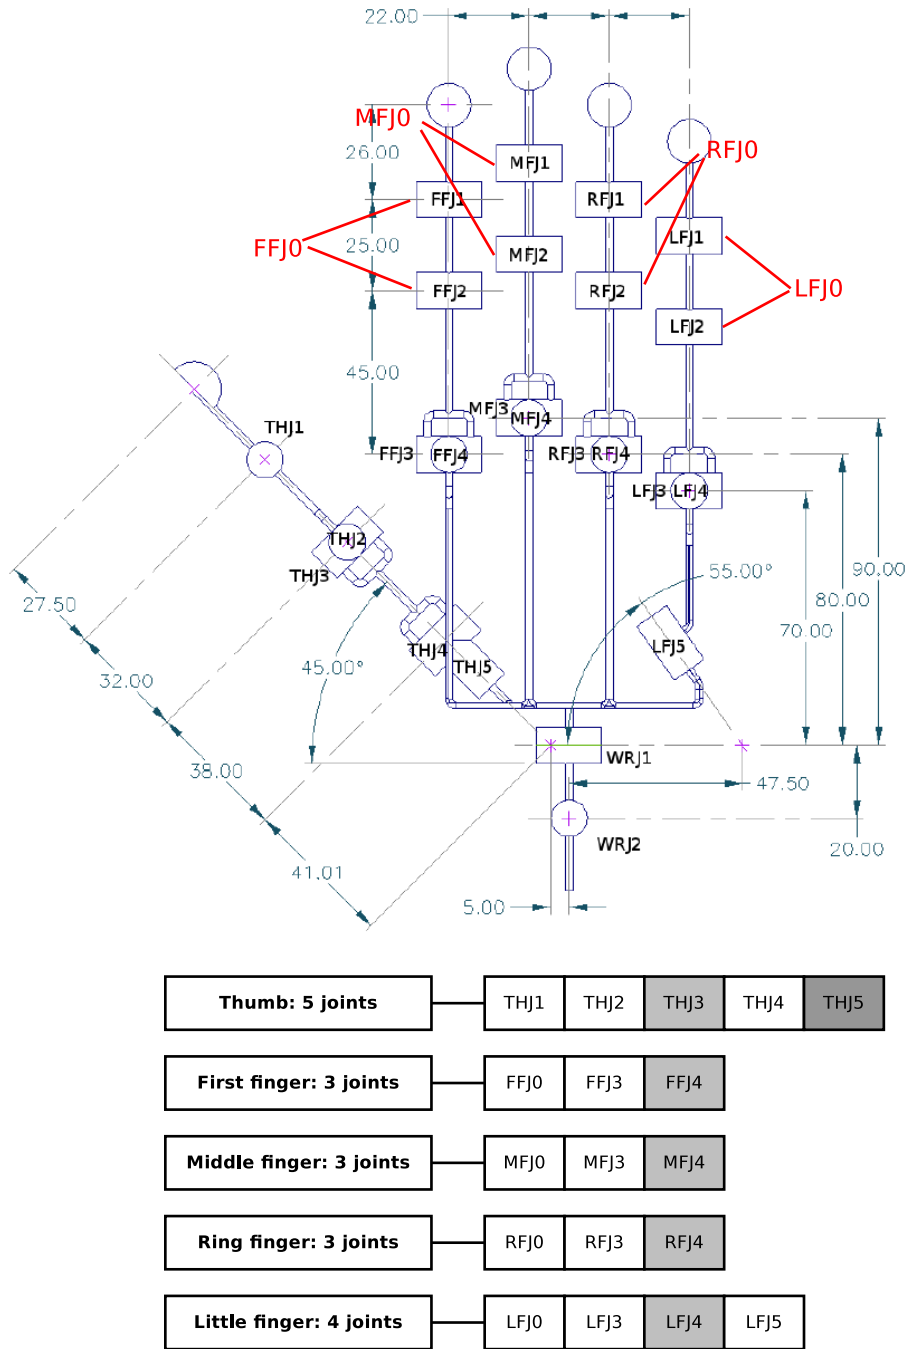 22.00
MFJ0
26.00
MFJ1
RFJ0
FFJ1
RFJ1
FFJ0
25.00
MFJ2
LFJ1
FFJ2
RFJ2
LFJ0
LFJ2
45.00
MFJ3
MFJ4
THJ1
FFJ3
FFJ4
RFJ3
RFJ4
LFJ3
LFJ4
THJ2
THJ3
55.00°
90.00
27.50
80.00
70.00
THJ4
LFJ5
45.00°
THJ5
32.00
38.00
WRJ1
47.50
WRJ2
20.00
41.01
5.00
Thumb: 5 joints THJ1 THJ2 THJ3 THJ4 THJ5
First finger: 3 joints FFJ0 FFJ3 FFJ4
Middle finger: 3 joints MFJ0 MFJ3 MFJ4
Ring finger: 3 joints RFJ0 RFJ3 RFJ4
Little finger: 4 joints LFJ0 LFJ3 LFJ4 LFJ5